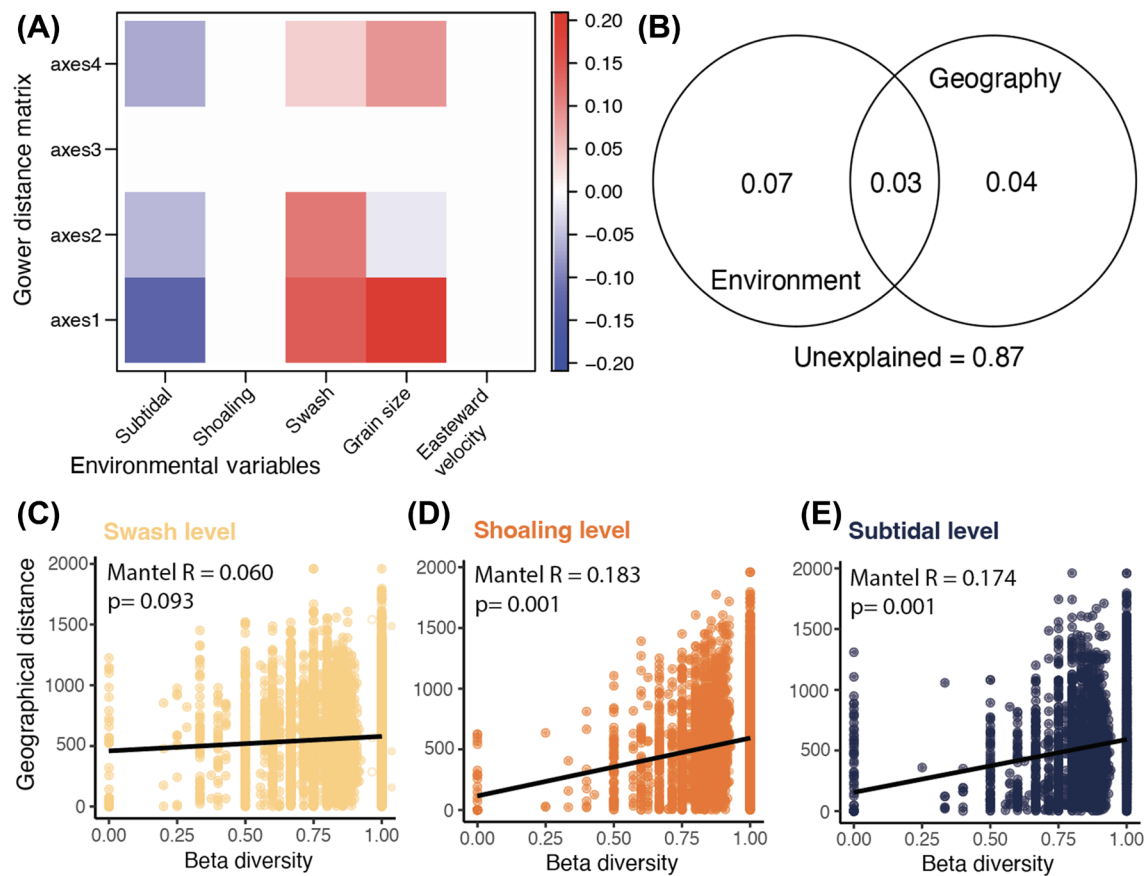 (A)
Gower distance matrix
axes4
axes3
axes2
axes1
Subtidal
Shoaling
Swash
Grain size
Easteward
velocity
Environmental variables
0.20
0.15
0.10
0.05
0.00
−0.05
−0.10
−0.15
−0.20
(B)
Geography
0.07
0.03
0.04
Environment
Unexplained = 0.87
(C)
Swash level
Mantel R = 0.060
p= 0.093
Geographical distance
2000
1500
1000
500
0
0.00 0.25 0.50 0.75 1.00
Beta diversity
(D)
Shoaling level
Mantel R = 0.183
p= 0.001
2000
1500
1000
500
0
0.00 0.25 0.50 0.75 1.00
Beta diversity
(E)
Subtidal level
Mantel R = 0.174
p= 0.001
2000
1500
1000
500
0
0.00 0.25 0.50 0.75 1.00
Beta diversity